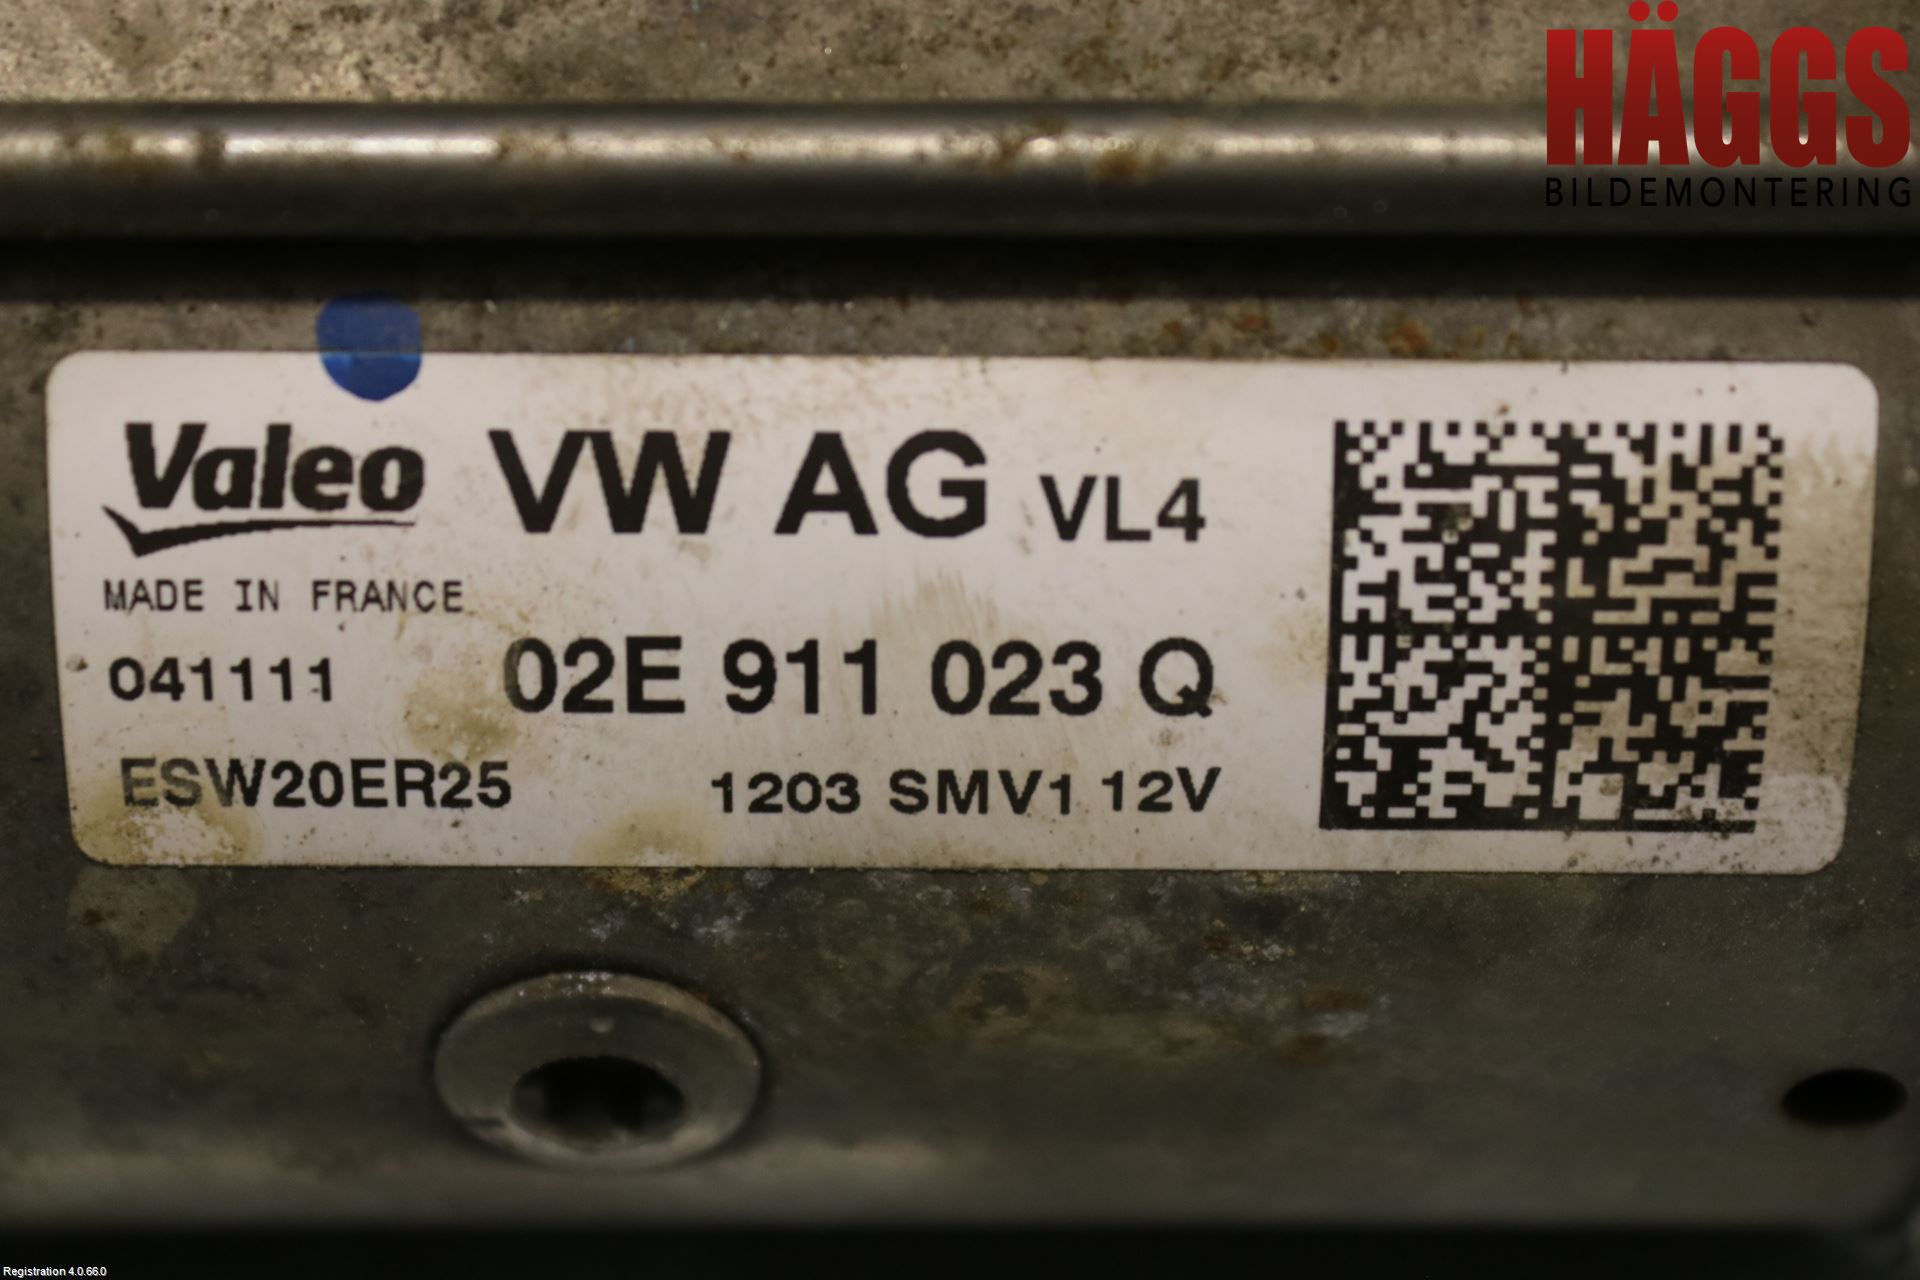 HÄGGS
BILDEMONTERING
Valeo VW AG VL4
MADE IN FRANCE
041111 02E 911 023 Q
ESW20ER25 1203 SMV1 12V
Registration 4.0.66.0